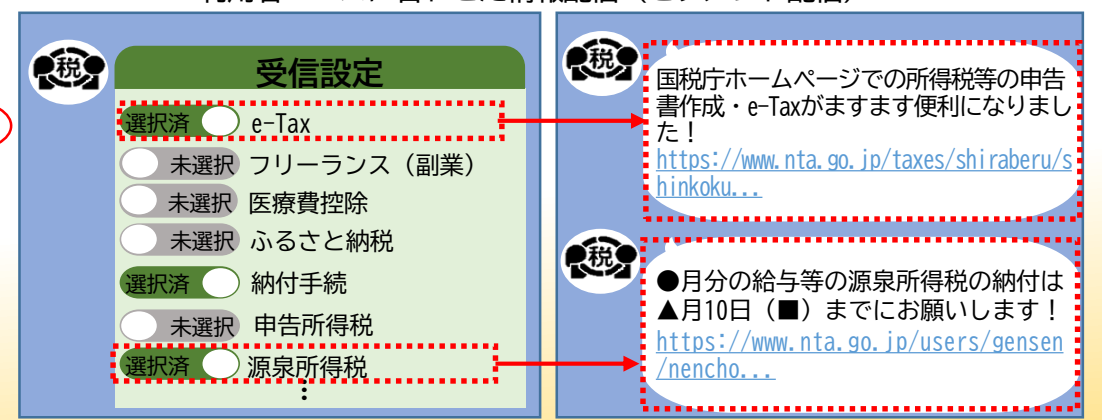 税
受信設定
選択済 e-Tax
未選択 フリーランス（副業）
未選択 医療費控除
未選択 ふるさと納税
選択済 納付手続
未選択 申告所得税
選択済 源泉所得税
⋮
税
国税庁ホームページでの所得税等の申告
書作成・e-Taxがますます便利になりまし
た！
https://www.nta.go.jp/taxes/shiraberu/s
hinkoku...
税
●月分の給与等の源泉所得税の納付は
▲月10日（■）までにお願いします！
https://www.nta.go.jp/users/gensen
/nencho...